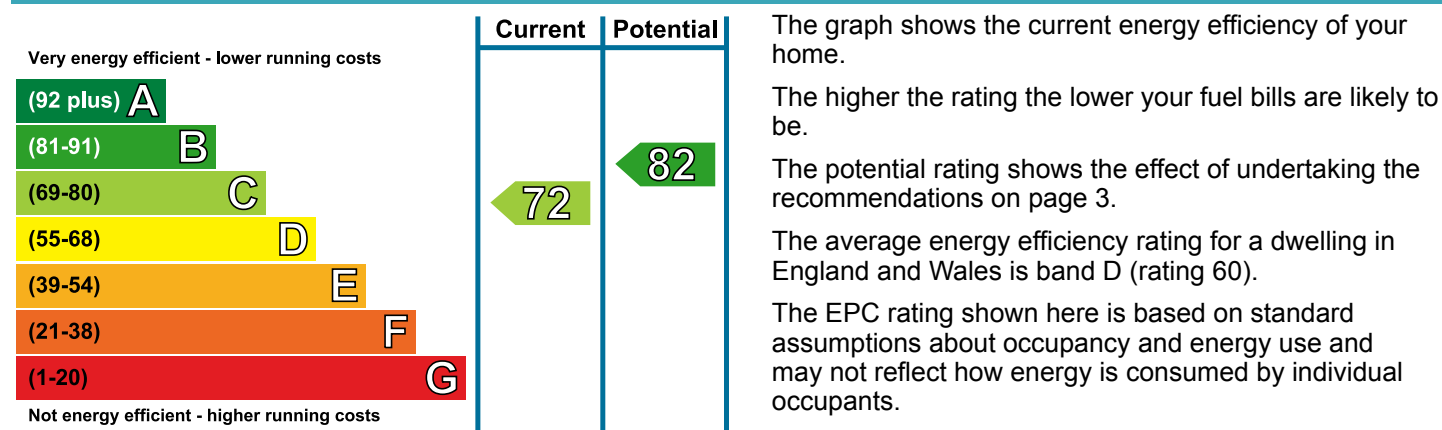 Current Potential
Very energy efficient - lower running costs
(92 plus) A
(81-91) B
(69-80) C
(55-68) D
(39-54) E
(21-38) F
(1-20) G
Not energy efficient - higher running costs
72
82
The graph shows the current energy efficiency of your
home.
The higher the rating the lower your fuel bills are likely to
be.
The potential rating shows the effect of undertaking the
recommendations on page 3.
The average energy efficiency rating for a dwelling in
England and Wales is band D (rating 60).
The EPC rating shown here is based on standard
assumptions about occupancy and energy use and
may not reflect how energy is consumed by individual
occupants.